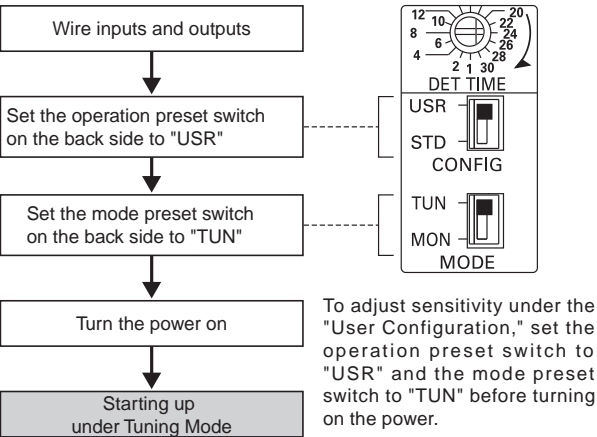 Wire inputs and outputs
Set the operation preset switch
on the back side to "USR"
Set the mode preset switch
on the back side to "TUN"
Turn the power on
Starting up
under Tuning Mode
12
10
8
6
4
2
1
30
28
26
24
22
20
DET TIME
USR
STD
CONFIG
TUN
MON
MODE
To adjust sensitivity under the
"User Configuration," set the
operation preset switch to
"USR" and the mode preset
switch to "TUN" before turning
on the power.